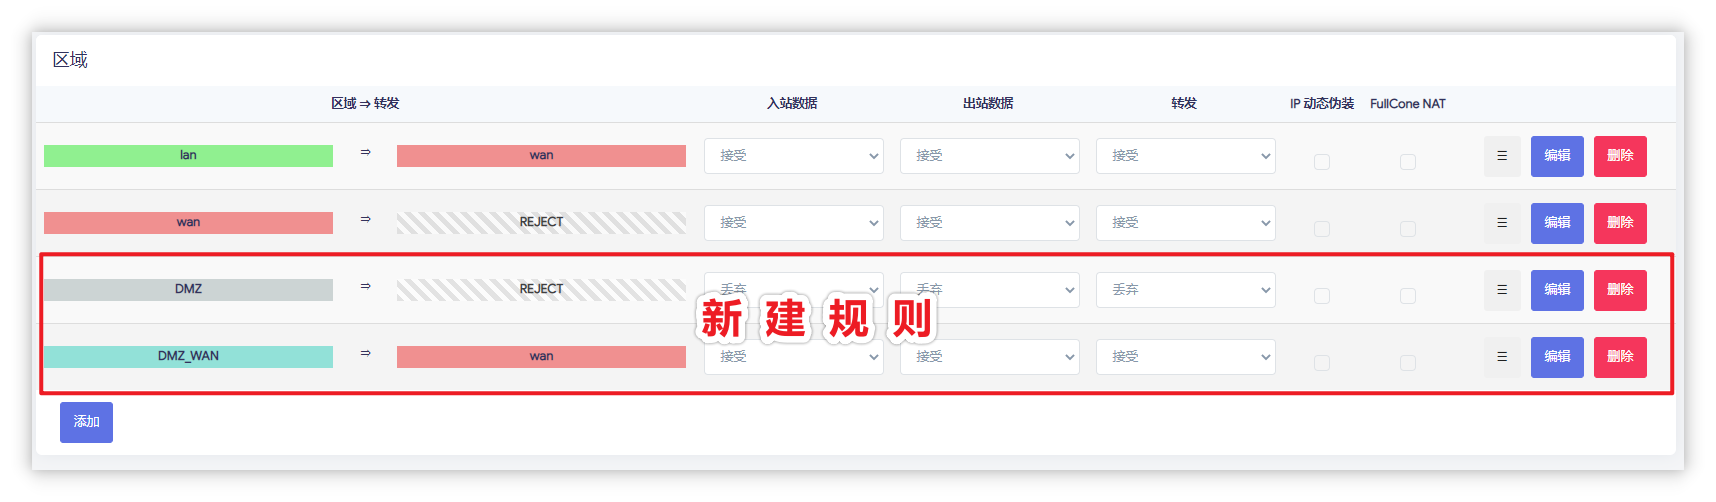 区域
区域 ⇒ 转发 入站数据 出站数据 转发 IP 动态伪装 FullCone NAT
lan ⇒ wan 接受 接受 接受 ☰ 编辑 删除
wan ⇒ REJECT 接受 接受 接受 ☰ 编辑 删除
DMZ ⇒ REJECT 丢弃 丢弃 丢弃 ☰ 编辑 删除
新建规则
DMZ_WAN ⇒ wan 接受 接受 接受 ☰ 编辑 删除
添加